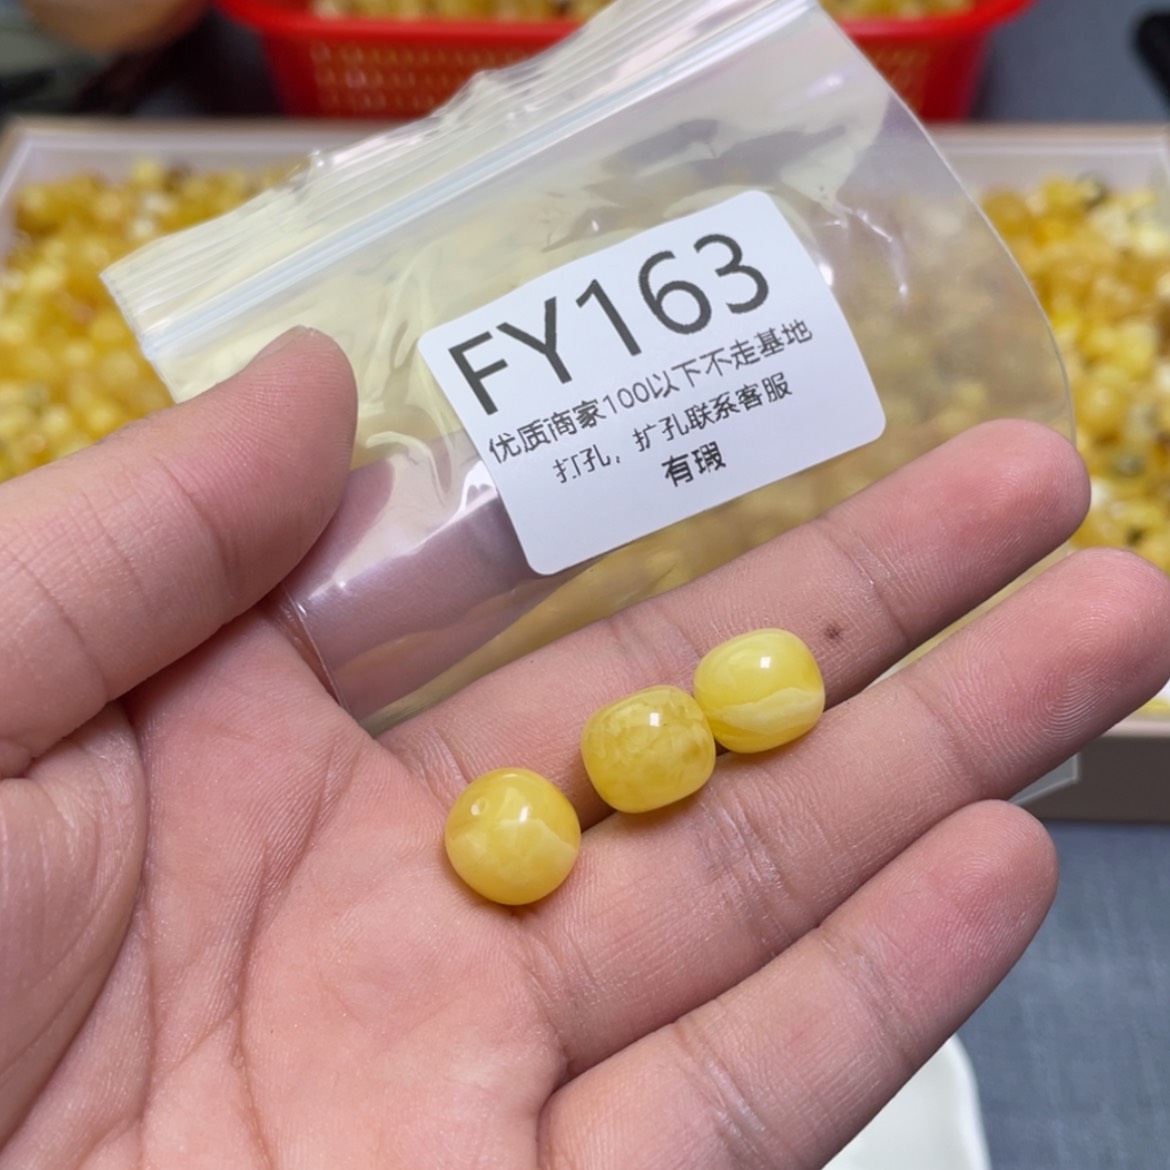 FY163
优质商家100以下不走基地
打孔，扩孔联系客服
有瑕